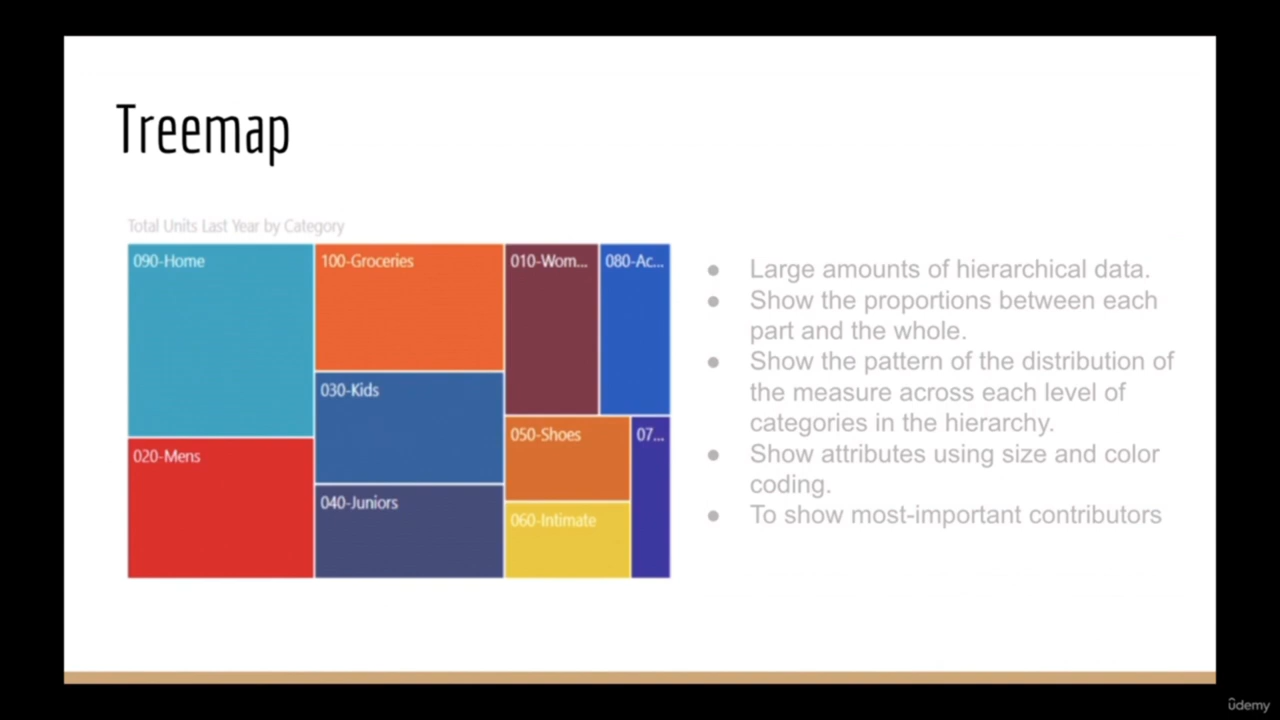 Treemap
Total Units Last Year by Category
090-Home
100-Groceries
010-Wom...
080-Ac...
030-Kids
050-Shoes
07...
020-Mens
040-Juniors
060-Intimate
● Large amounts of hierarchical data.
● Show the proportions between each
part and the whole.
● Show the pattern of the distribution of
the measure across each level of
categories in the hierarchy.
● Show attributes using size and color
coding.
● To show most-important contributors
ûdemy